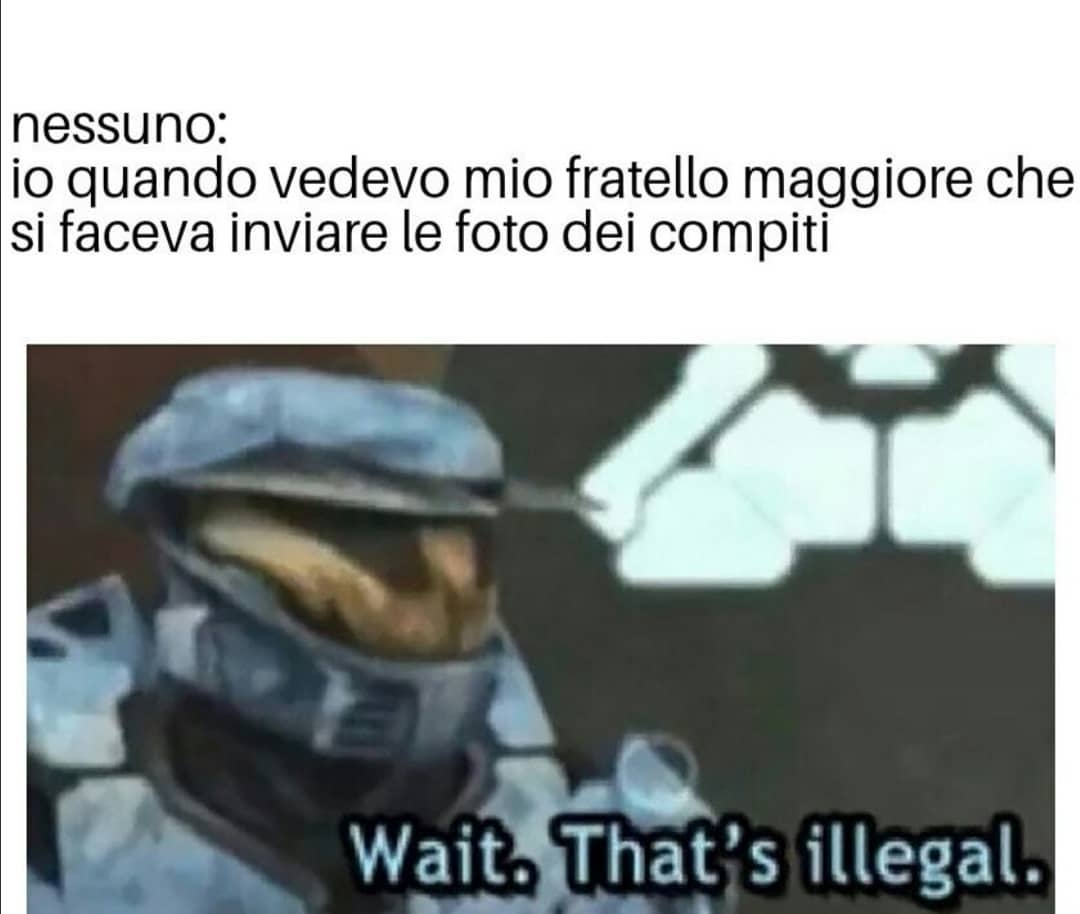 nessuno:
io quando vedevo mio fratello maggiore che
si faceva inviare le foto dei compiti
Wait. That's illegal.